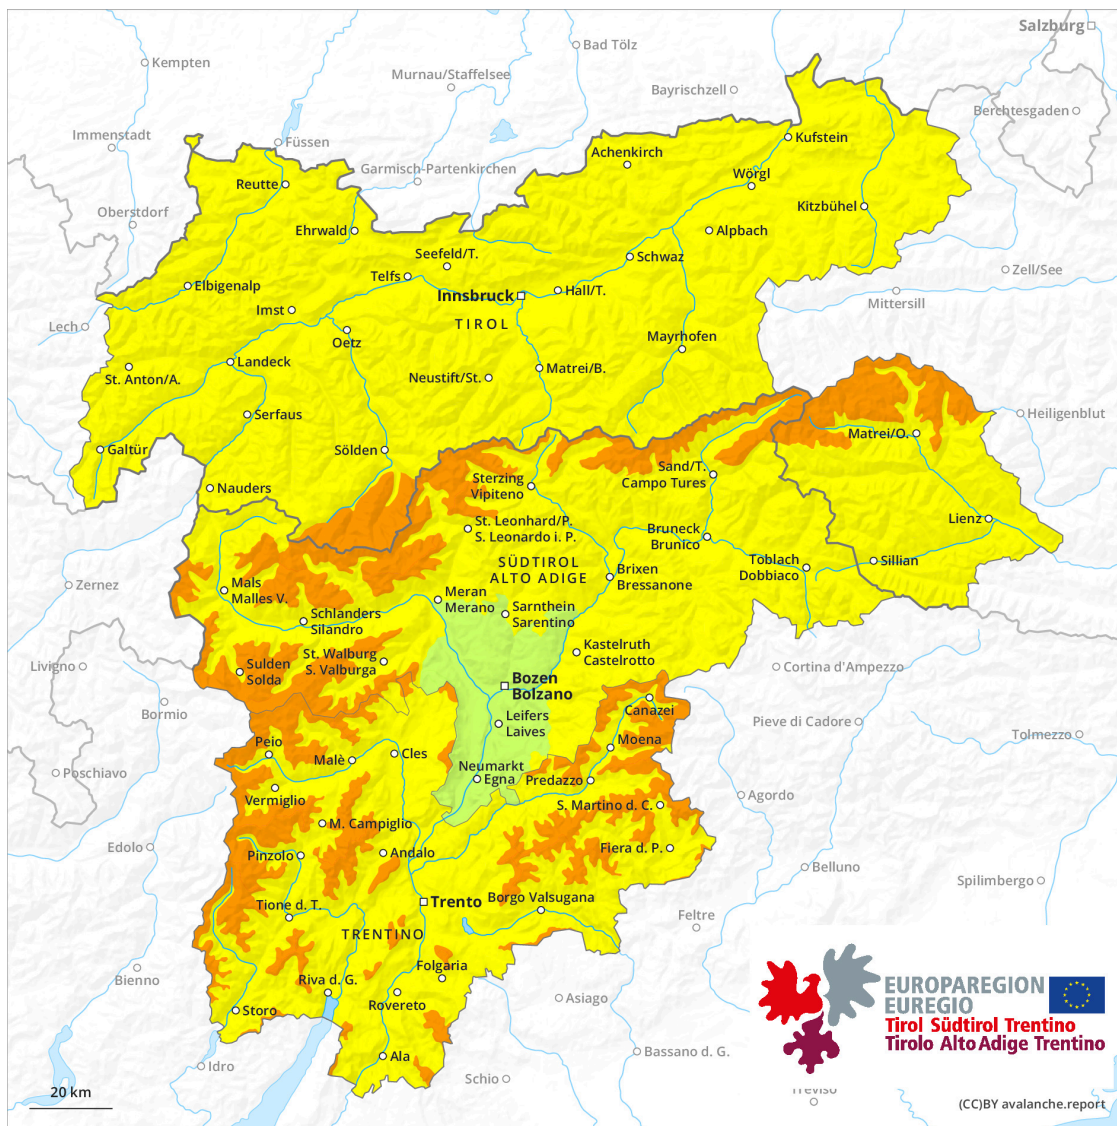 Salzburg
Kempten
Bad Tölz
Murnau/Staffelsee
Bayrischzell
Berchtesgaden
Immenstadt
Füssen
Kufstein
Achenkirch
Garmisch-Partenkirchen
Wörgl
Reutte
Oberstdorf
Kitzbühel
Ehrwald
Alpbach
Seefeld/T.
Schwaz
Telfs
Zell/See
Elbigenalp
Innsbruck
Hall/T.
Mittersill
Imst
TIROL
Lech
Oetz
Mayrhofen
Landeck
Matrei/B.
St. Anton/A.
Neustift/St.
Serfaus
Heiligenblut
Matrei/O.
Galtür
Sölden
Sand/T.
Campo Tures
Sterzing
Vipiteno
Nauders
St. Leonhard/P.
S. Leonardo i. P.
Bruneck
Brunico
Lienz
SÜDTIROL
ALTO ADIGE
Toblach
Dobbiaco
Sillian
Brixen
Bressanone
Zernez
Mals
Malles V.
Meran
Merano
Sarnthein
Sarentino
Schlanders
Silandro
Kastelruth
Castelrotto
St. Walburg
S. Valburga
Livigno
Sulden
Solda
Cortina d'Ampezzo
Bozen
Bolzano
Canazei
Bormio
Leifers
Laives
Pieve di Cadore
Tolmezzo
Moena
Peio
Malè
Cles
Neumarkt
Egna
Predazzo
Poschiavo
Vermiglio
S. Martino d. C.
Agordo
M. Campiglio
Edolo
Pinzolo
Andalo
Fiera d. P.
Belluno
Spilimbergo
Tione d. T.
Trento
Borgo Valsugana
Feltre
TRENTINO
Bienno
Folgaria
Riva d. G.
Rovereto
Asiago
Storo
EUROPAREGION
EUREGIO
Tirol Südtirol Trentino
Tirolo Alto Adige Trentino
Ala
Bassano d. G.
Idro
Schio
Treviso
20 km
(CC)BY avalanche.report